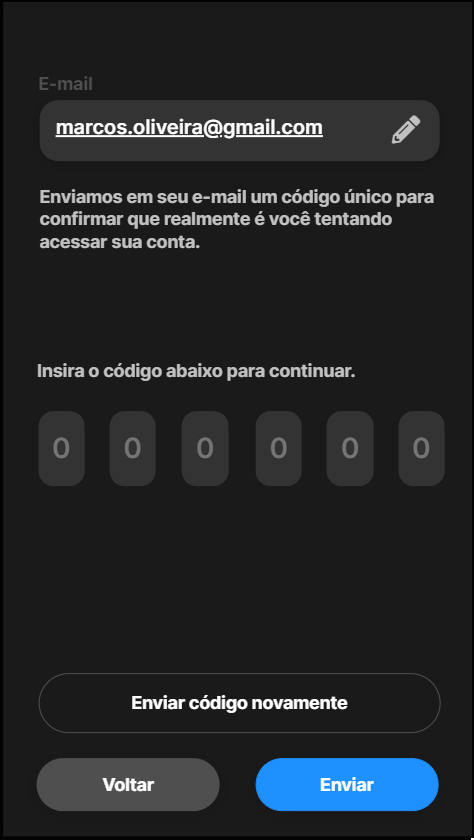 E-mail
marcos.oliveira@gmail.com
Enviamos em seu e-mail um código único para
confirmar que realmente é você tentando
acessar sua conta.
Insira o código abaixo para continuar.
0 0 0 0 0 0
Enviar código novamente
Voltar Enviar